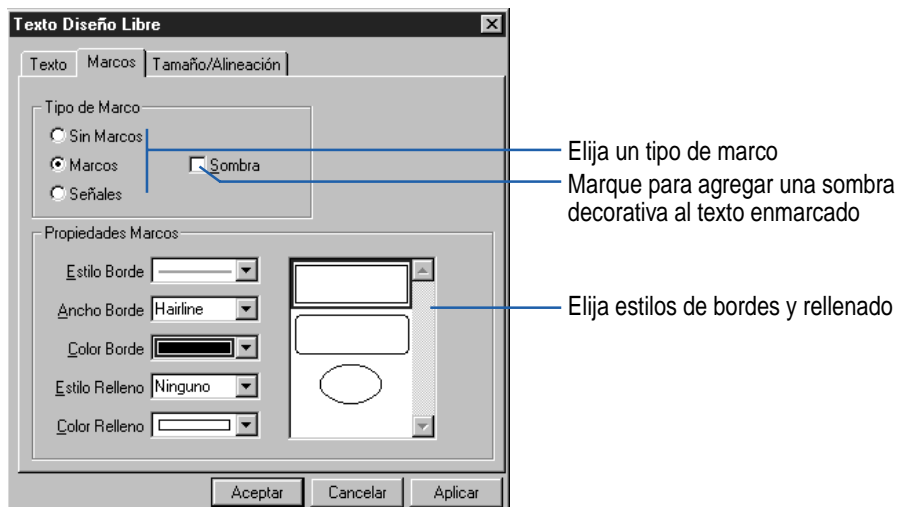 Texto Diseño Libre
Texto Marcos Tamaño/Alineación
Tipo de Marco
Sin Marcos
Marcos
Sombra
Señales
Elija un tipo de marco
Marque para agregar una sombra
decorativa al texto enmarcado
Propiedades Marcos
Estilo Borde
Ancho Borde Hairline
Color Borde
Estilo Relleno Ninguno
Color Relleno
Elija estilos de bordes y rellenado
Aceptar Cancelar Aplicar